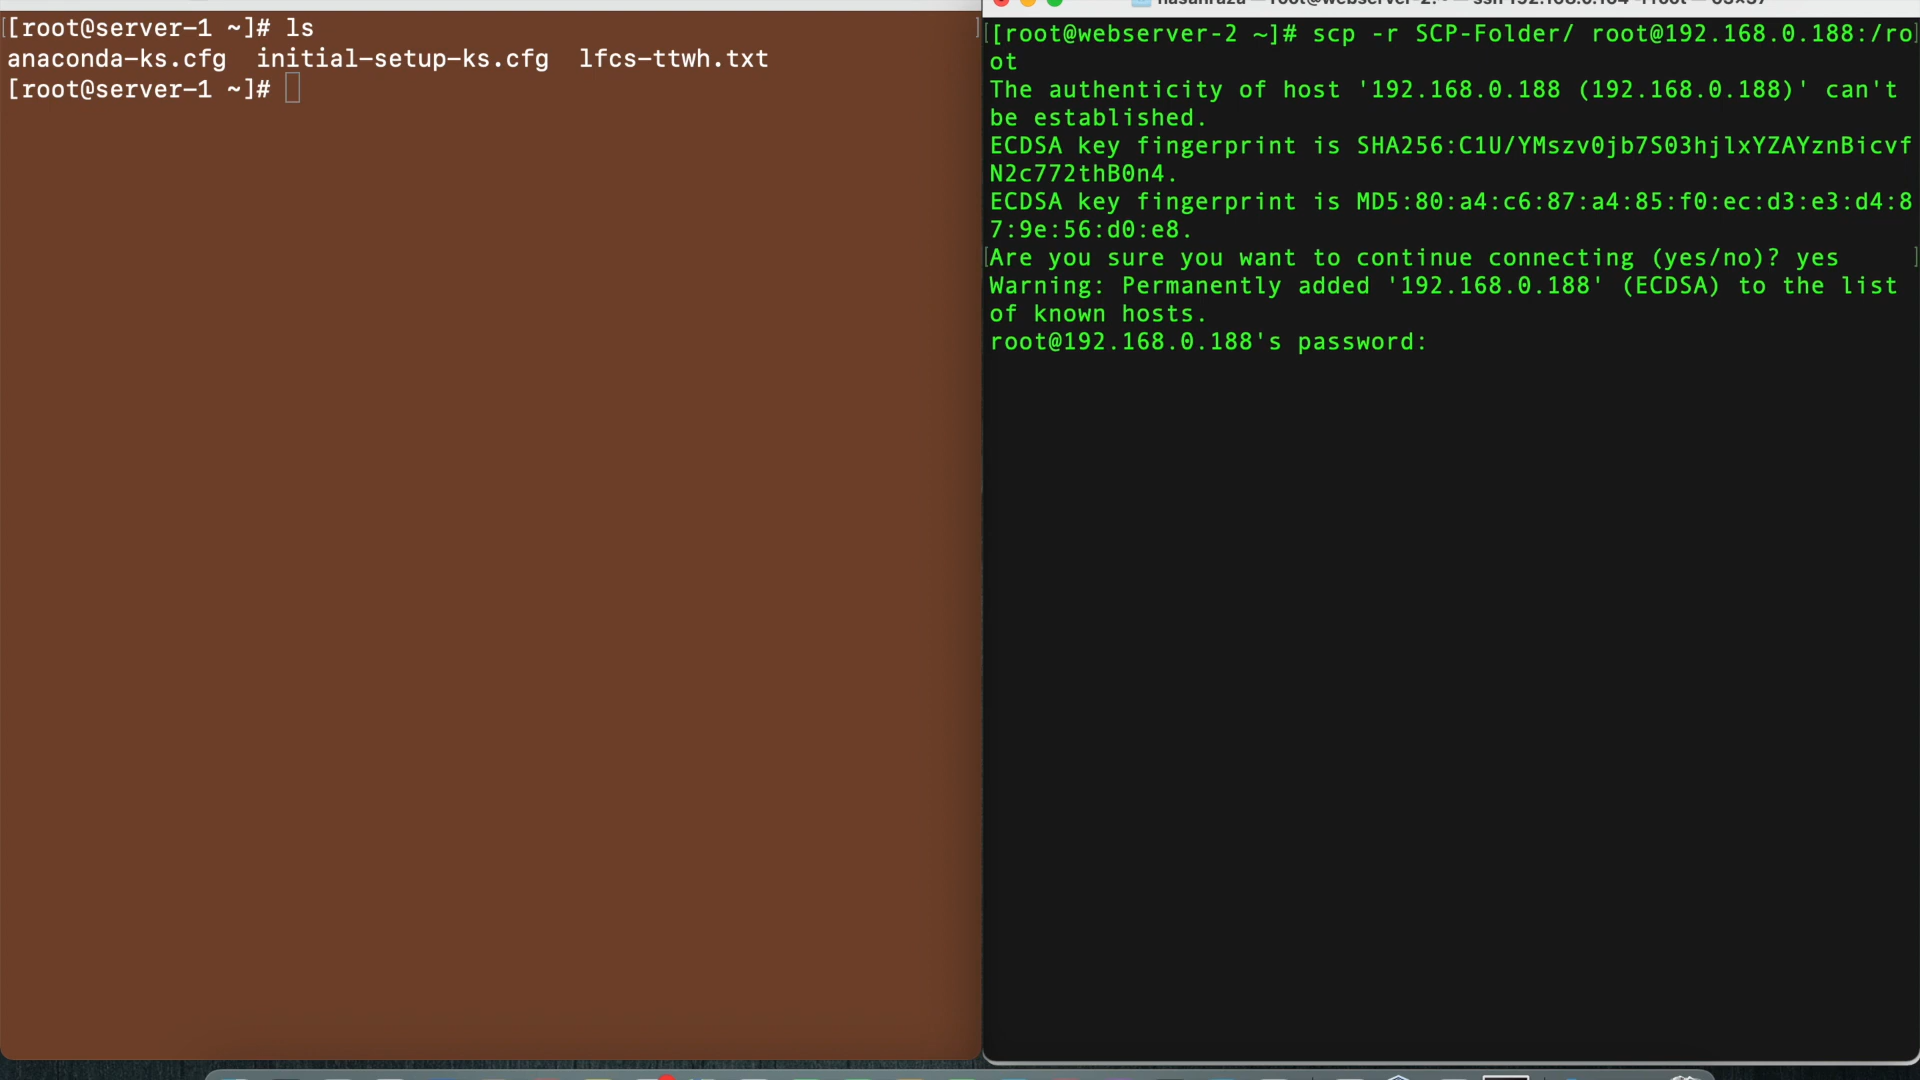 [root@server-1 ~]# ls
anaconda-ks.cfg  initial-setup-ks.cfg  lfcs-ttwh.txt
[root@server-1 ~]#
[root@webserver-2 ~]# scp -r SCP-Folder/ root@192.168.0.188:/ro
ot
The authenticity of host '192.168.0.188 (192.168.0.188)' can't
be established.
ECDSA key fingerprint is SHA256:C1U/YMszv0jb7S03hjlxYZAYznBicvf
N2c772thB0n4.
ECDSA key fingerprint is MD5:80:a4:c6:87:a4:85:f0:ec:d3:e3:d4:8
7:9e:56:d0:e8.
Are you sure you want to continue connecting (yes/no)? yes
Warning: Permanently added '192.168.0.188' (ECDSA) to the list
of known hosts.
root@192.168.0.188's password: